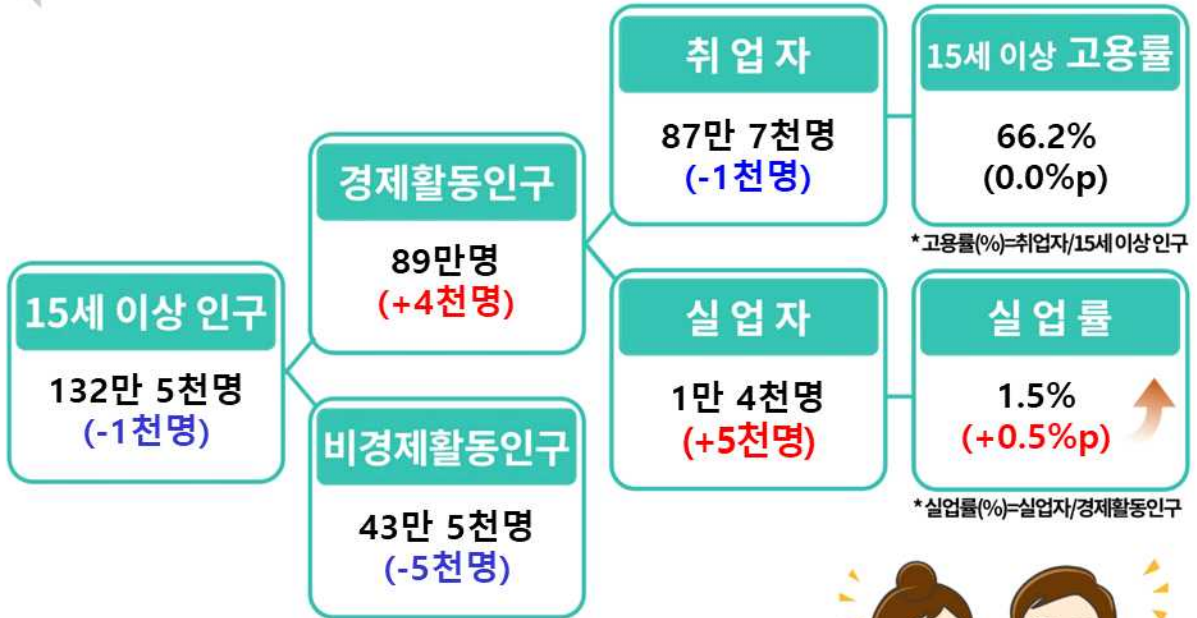 15세 이상 인구
132만 5천명
(-1천명)
경제활동인구
89만명
(+4천명)
비경제활동인구
43만 5천명
(-5천명)
취 업 자
87만 7천명
(-1천명)
15세 이상 고용률
66.2%
(0.0%p)
*고용률(%)=취업자/15세 이상 인구
실 업 자
1만 4천명
(+5천명)
실 업 률
1.5%
(+0.5%p)
*실업률(%)=실업자/경제활동인구